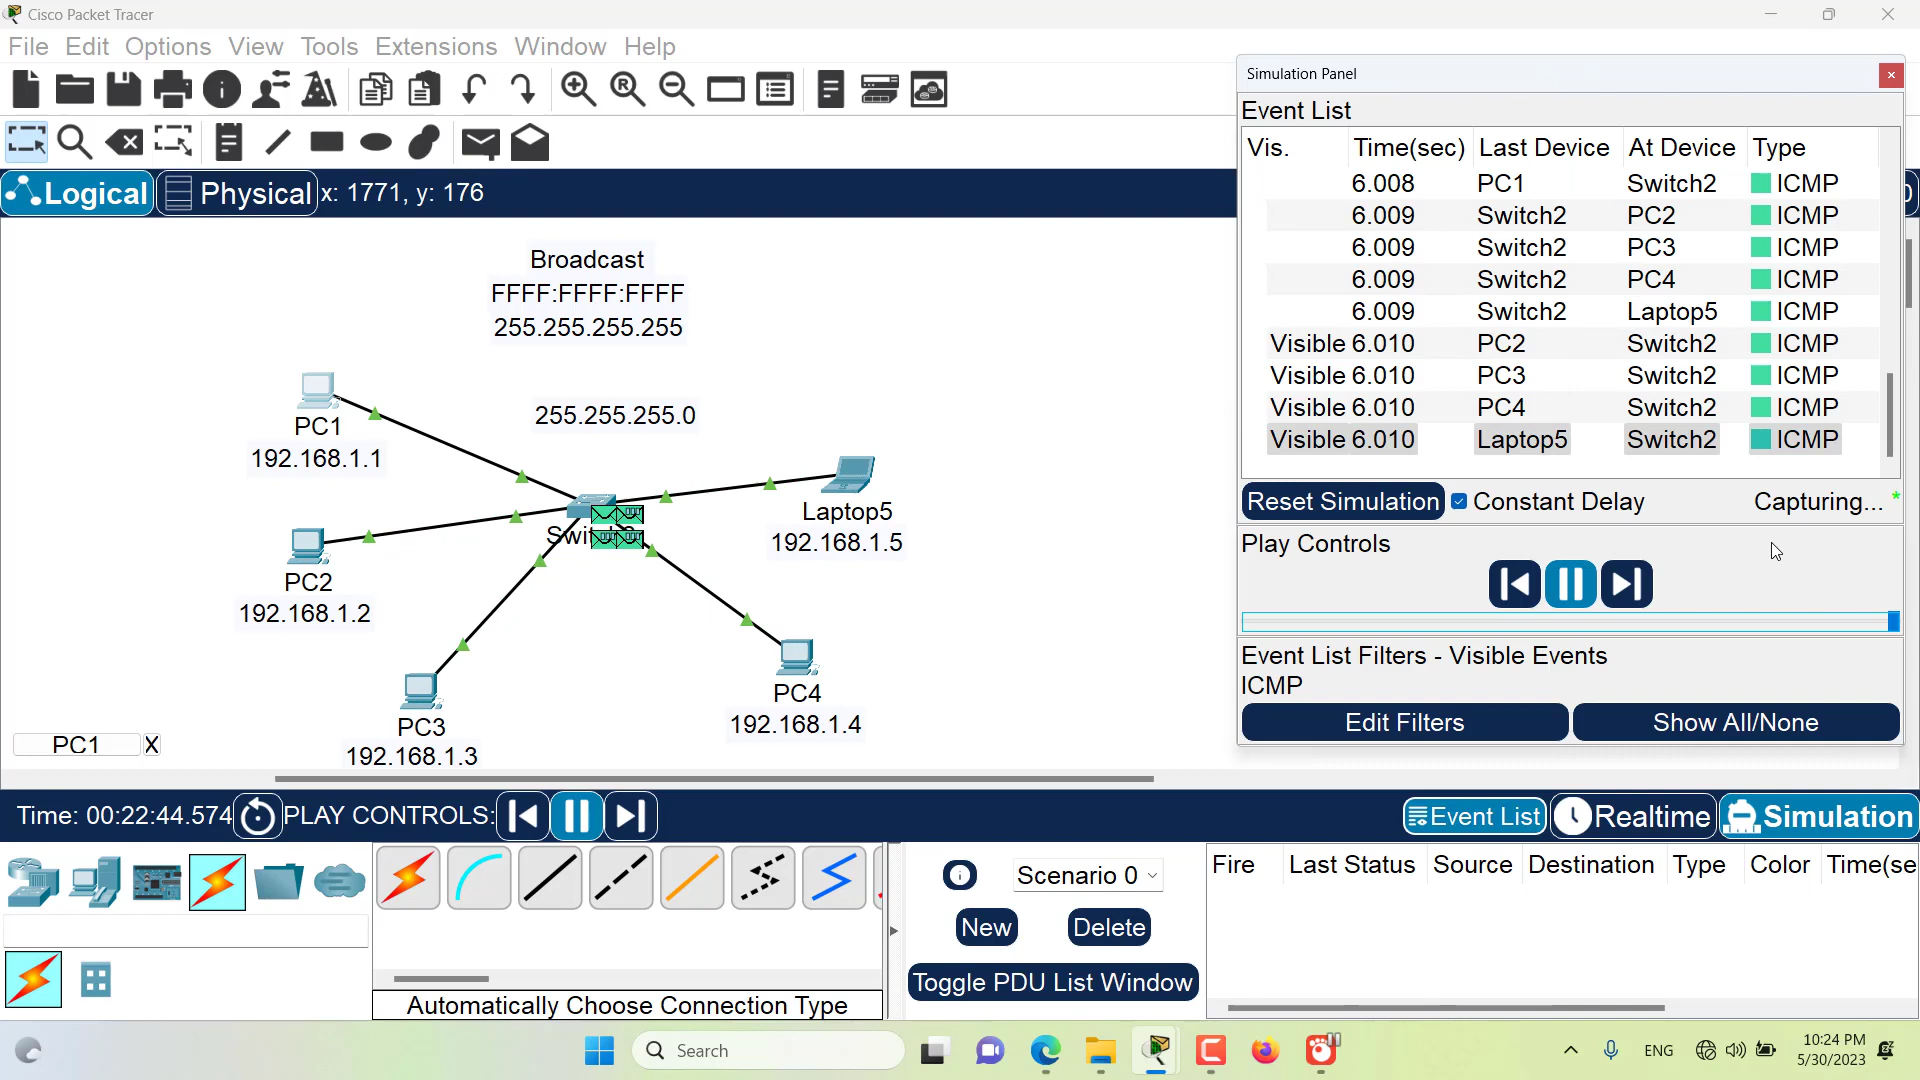 Cisco Packet Tracer
File Edit Options View Tools Extensions Window Help
Logical Physical x: 1771, y: 176
Broadcast
FFFF:FFFF:FFFF
255.255.255.255
255.255.255.0
PC1
192.168.1.1
PC2
192.168.1.2
PC3
192.168.1.3
PC4
192.168.1.4
Laptop5
192.168.1.5
PC1 X
Simulation Panel
Event List
Vis. Time(sec) Last Device At Device Type
6.008 PC1 Switch2 ICMP
6.009 Switch2 PC2 ICMP
6.009 Switch2 PC3 ICMP
6.009 Switch2 PC4 ICMP
6.009 Switch2 Laptop5 ICMP
Visible 6.010 PC2 Switch2 ICMP
Visible 6.010 PC3 Switch2 ICMP
Visible 6.010 PC4 Switch2 ICMP
Visible 6.010 Laptop5 Switch2 ICMP
Reset Simulation Constant Delay Capturing... *
Play Controls
Event List Filters - Visible Events
ICMP
Edit Filters Show All/None
Time: 00:22:44.574 PLAY CONTROLS: Event List Realtime Simulation
Scenario 0
New Delete
Toggle PDU List Window
Fire Last Status Source Destination Type Color Time(se
Automatically Choose Connection Type
Search
ENG
10:24 PM
5/30/2023